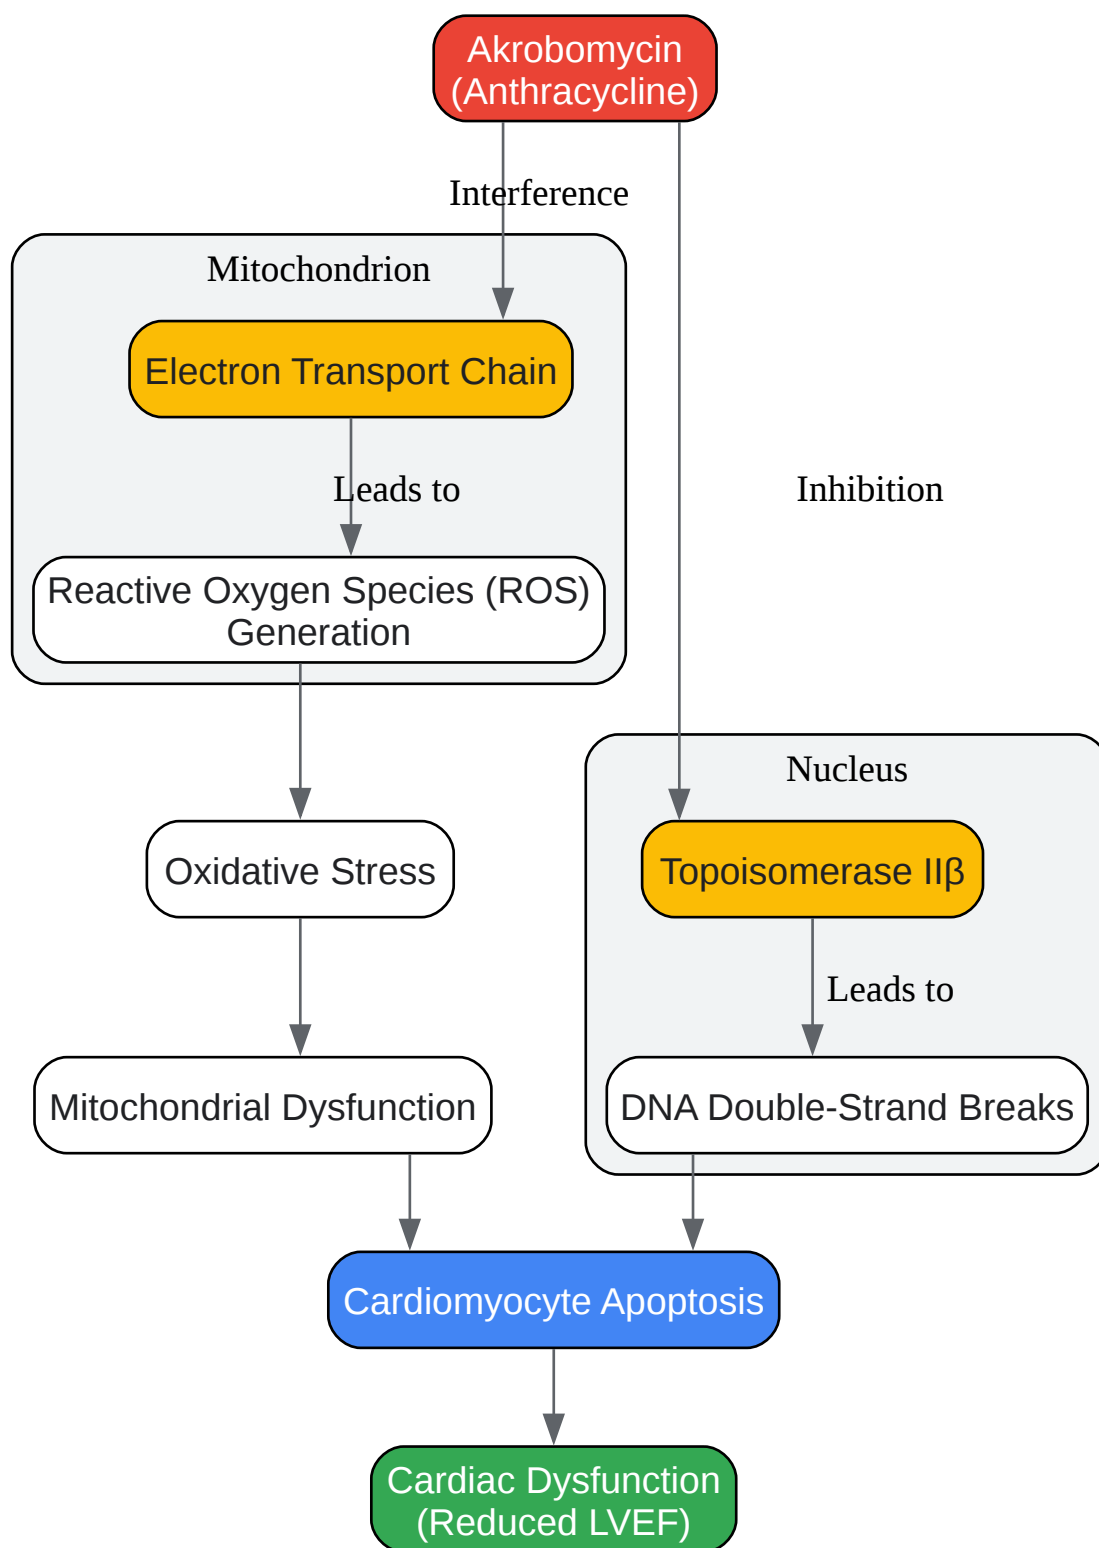 Akrobomycin
(Anthracycline)
Interference
Mitochondrion
Electron Transport Chain
Leads to
Inhibition
Reactive Oxygen Species (ROS)
Generation
Nucleus
Oxidative Stress
Topoisomerase IIβ
Leads to
Mitochondrial Dysfunction
DNA Double-Strand Breaks
Cardiomyocyte Apoptosis
Cardiac Dysfunction
(Reduced LVEF)